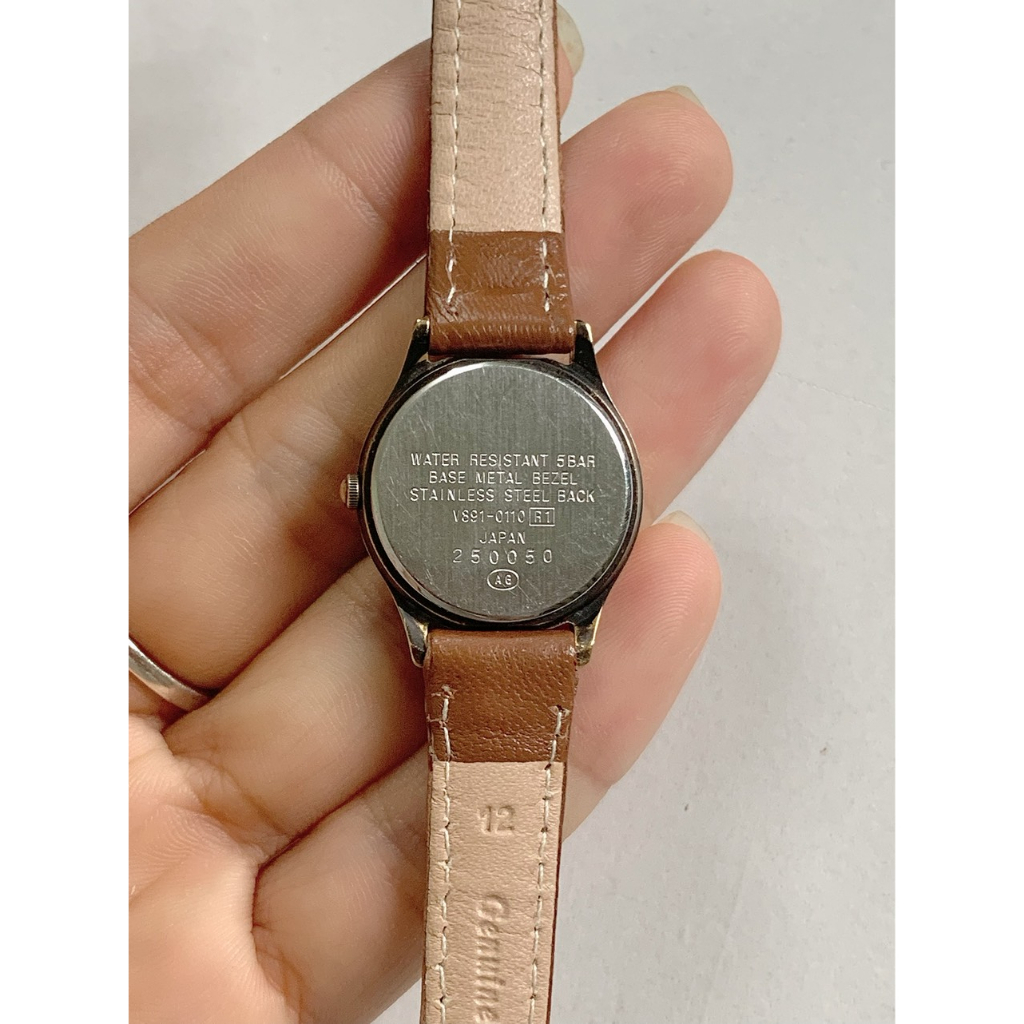 WATER RESISTANT 5BAR
BASE METAL BEZEL
STAINLESS STEEL BACK
V891-0110 R1
JAPAN
250050
AG
12
Genuine